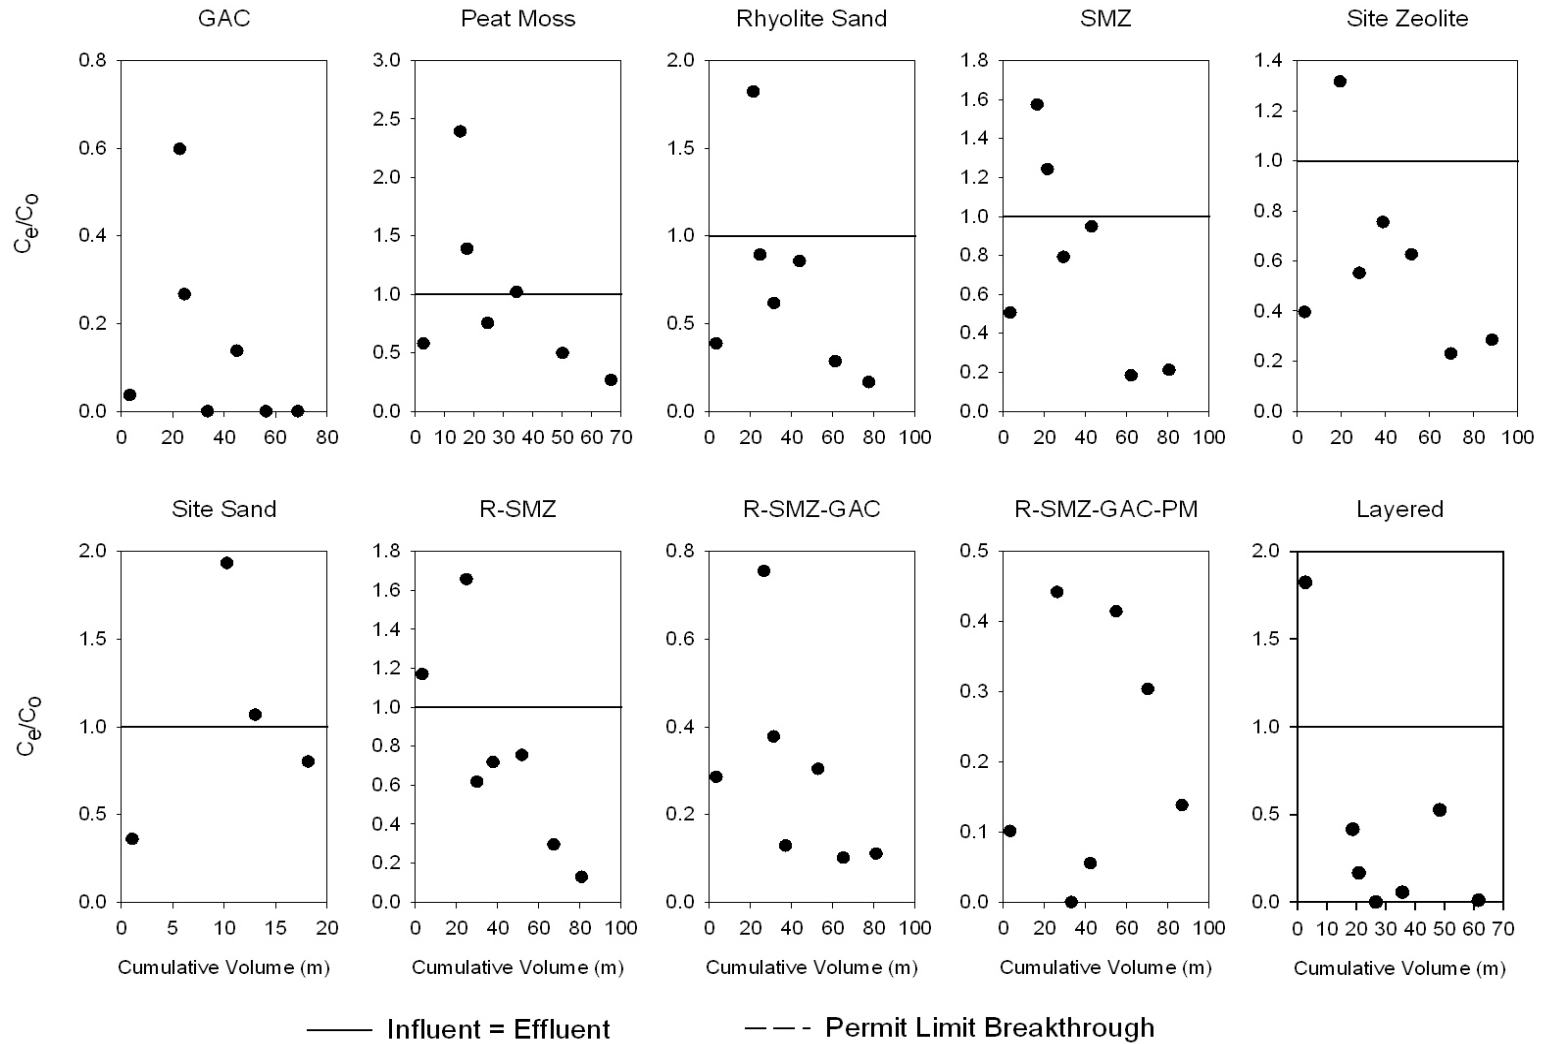 GAC Peat Moss Rhyolite Sand SMZ Site Zeolite
0.8 3.0 2.0 1.8 1.4
1.6
2.5 1.2
1.4
0.6 1.5
2.0 1.2 1.0
Ce/Co 0.4 1.5 1.0 1.0 0.8
0.8 0.6
1.0
0.2 0.5 0.6 0.4
0.5 0.4
0.2 0.2
0.0 0.0 0.0 0.0 0.0
0 20 40 60 80 0 10 20 30 40 50 60 70 0 20 40 60 80 100 0 20 40 60 80 100 0 20 40 60 80 100
Site Sand R-SMZ R-SMZ-GAC R-SMZ-GAC-PM Layered
2.0 1.8 0.8 0.5 2.0
1.6
1.4 0.4
1.5 0.6 1.5
1.2
0.3
Ce/Co 1.0 1.0 0.4 1.0
0.8 0.2
0.6
0.5 0.2 0.5
0.4 0.1
0.2
0.0 0.0 0.0 0.0 0.0
0 5 10 15 20 0 20 40 60 80 100 0 20 40 60 80 100 0 20 40 60 80 100 0 10 20 30 40 50 60 70
Cumulative Volume (m) Cumulative Volume (m) Cumulative Volume (m) Cumulative Volume (m) Cumulative Volume (m)
Influent = Effluent Permit Limit Breakthrough